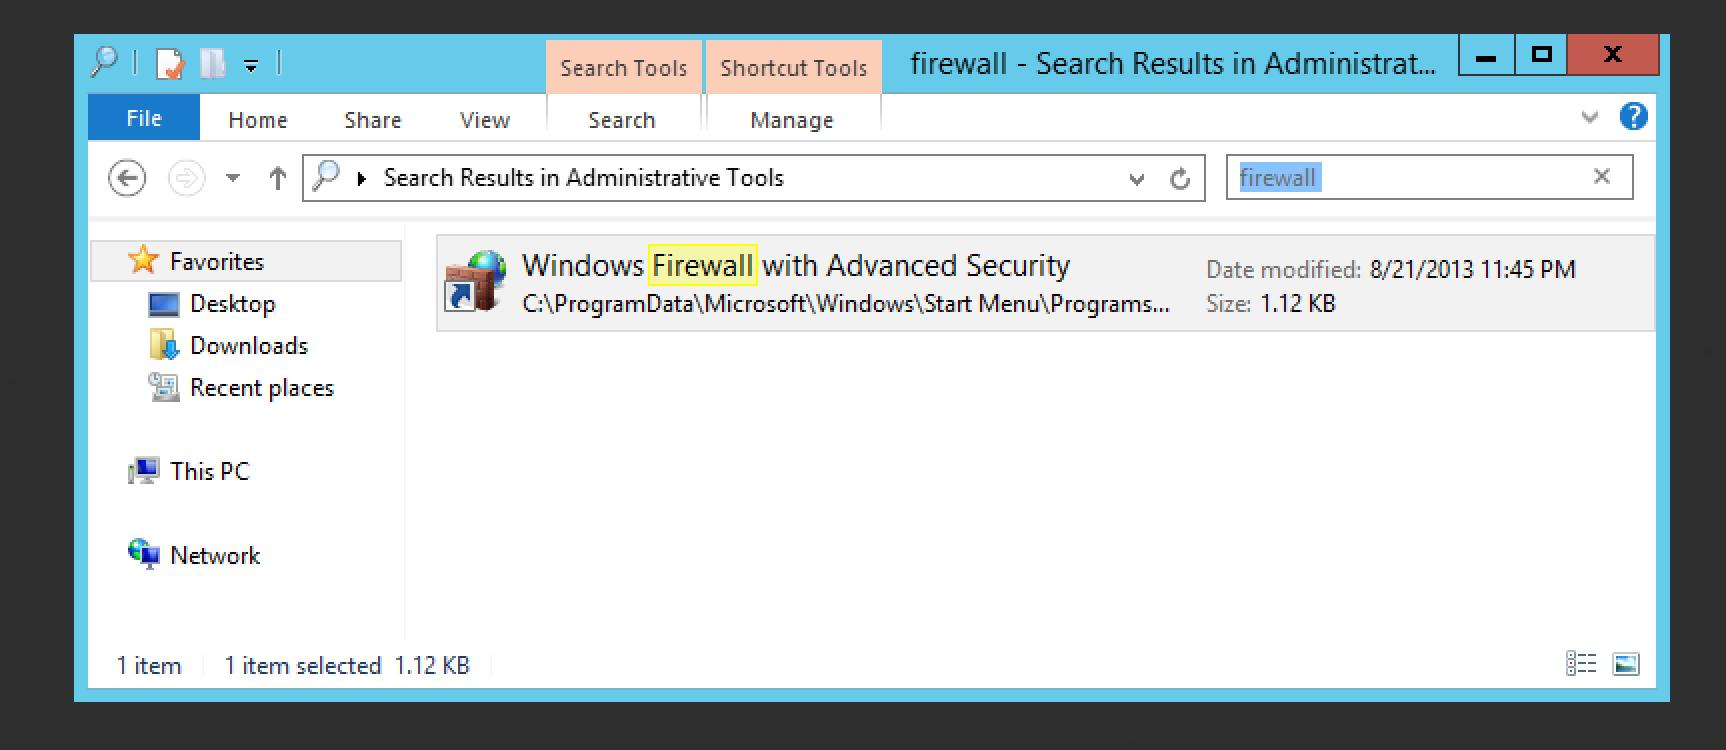 Search Tools
Shortcut Tools
firewall - Search Results in Administrat...
File
Home
Share
View
Search
Manage
Search Results in Administrative Tools
firewall
Favorites
Desktop
Downloads
Recent places
This PC
Network
Windows Firewall with Advanced Security
C:\ProgramData\Microsoft\Windows\Start Menu\Programs...
Date modified: 8/21/2013 11:45 PM
Size: 1.12 KB
1 item
1 item selected 1.12 KB